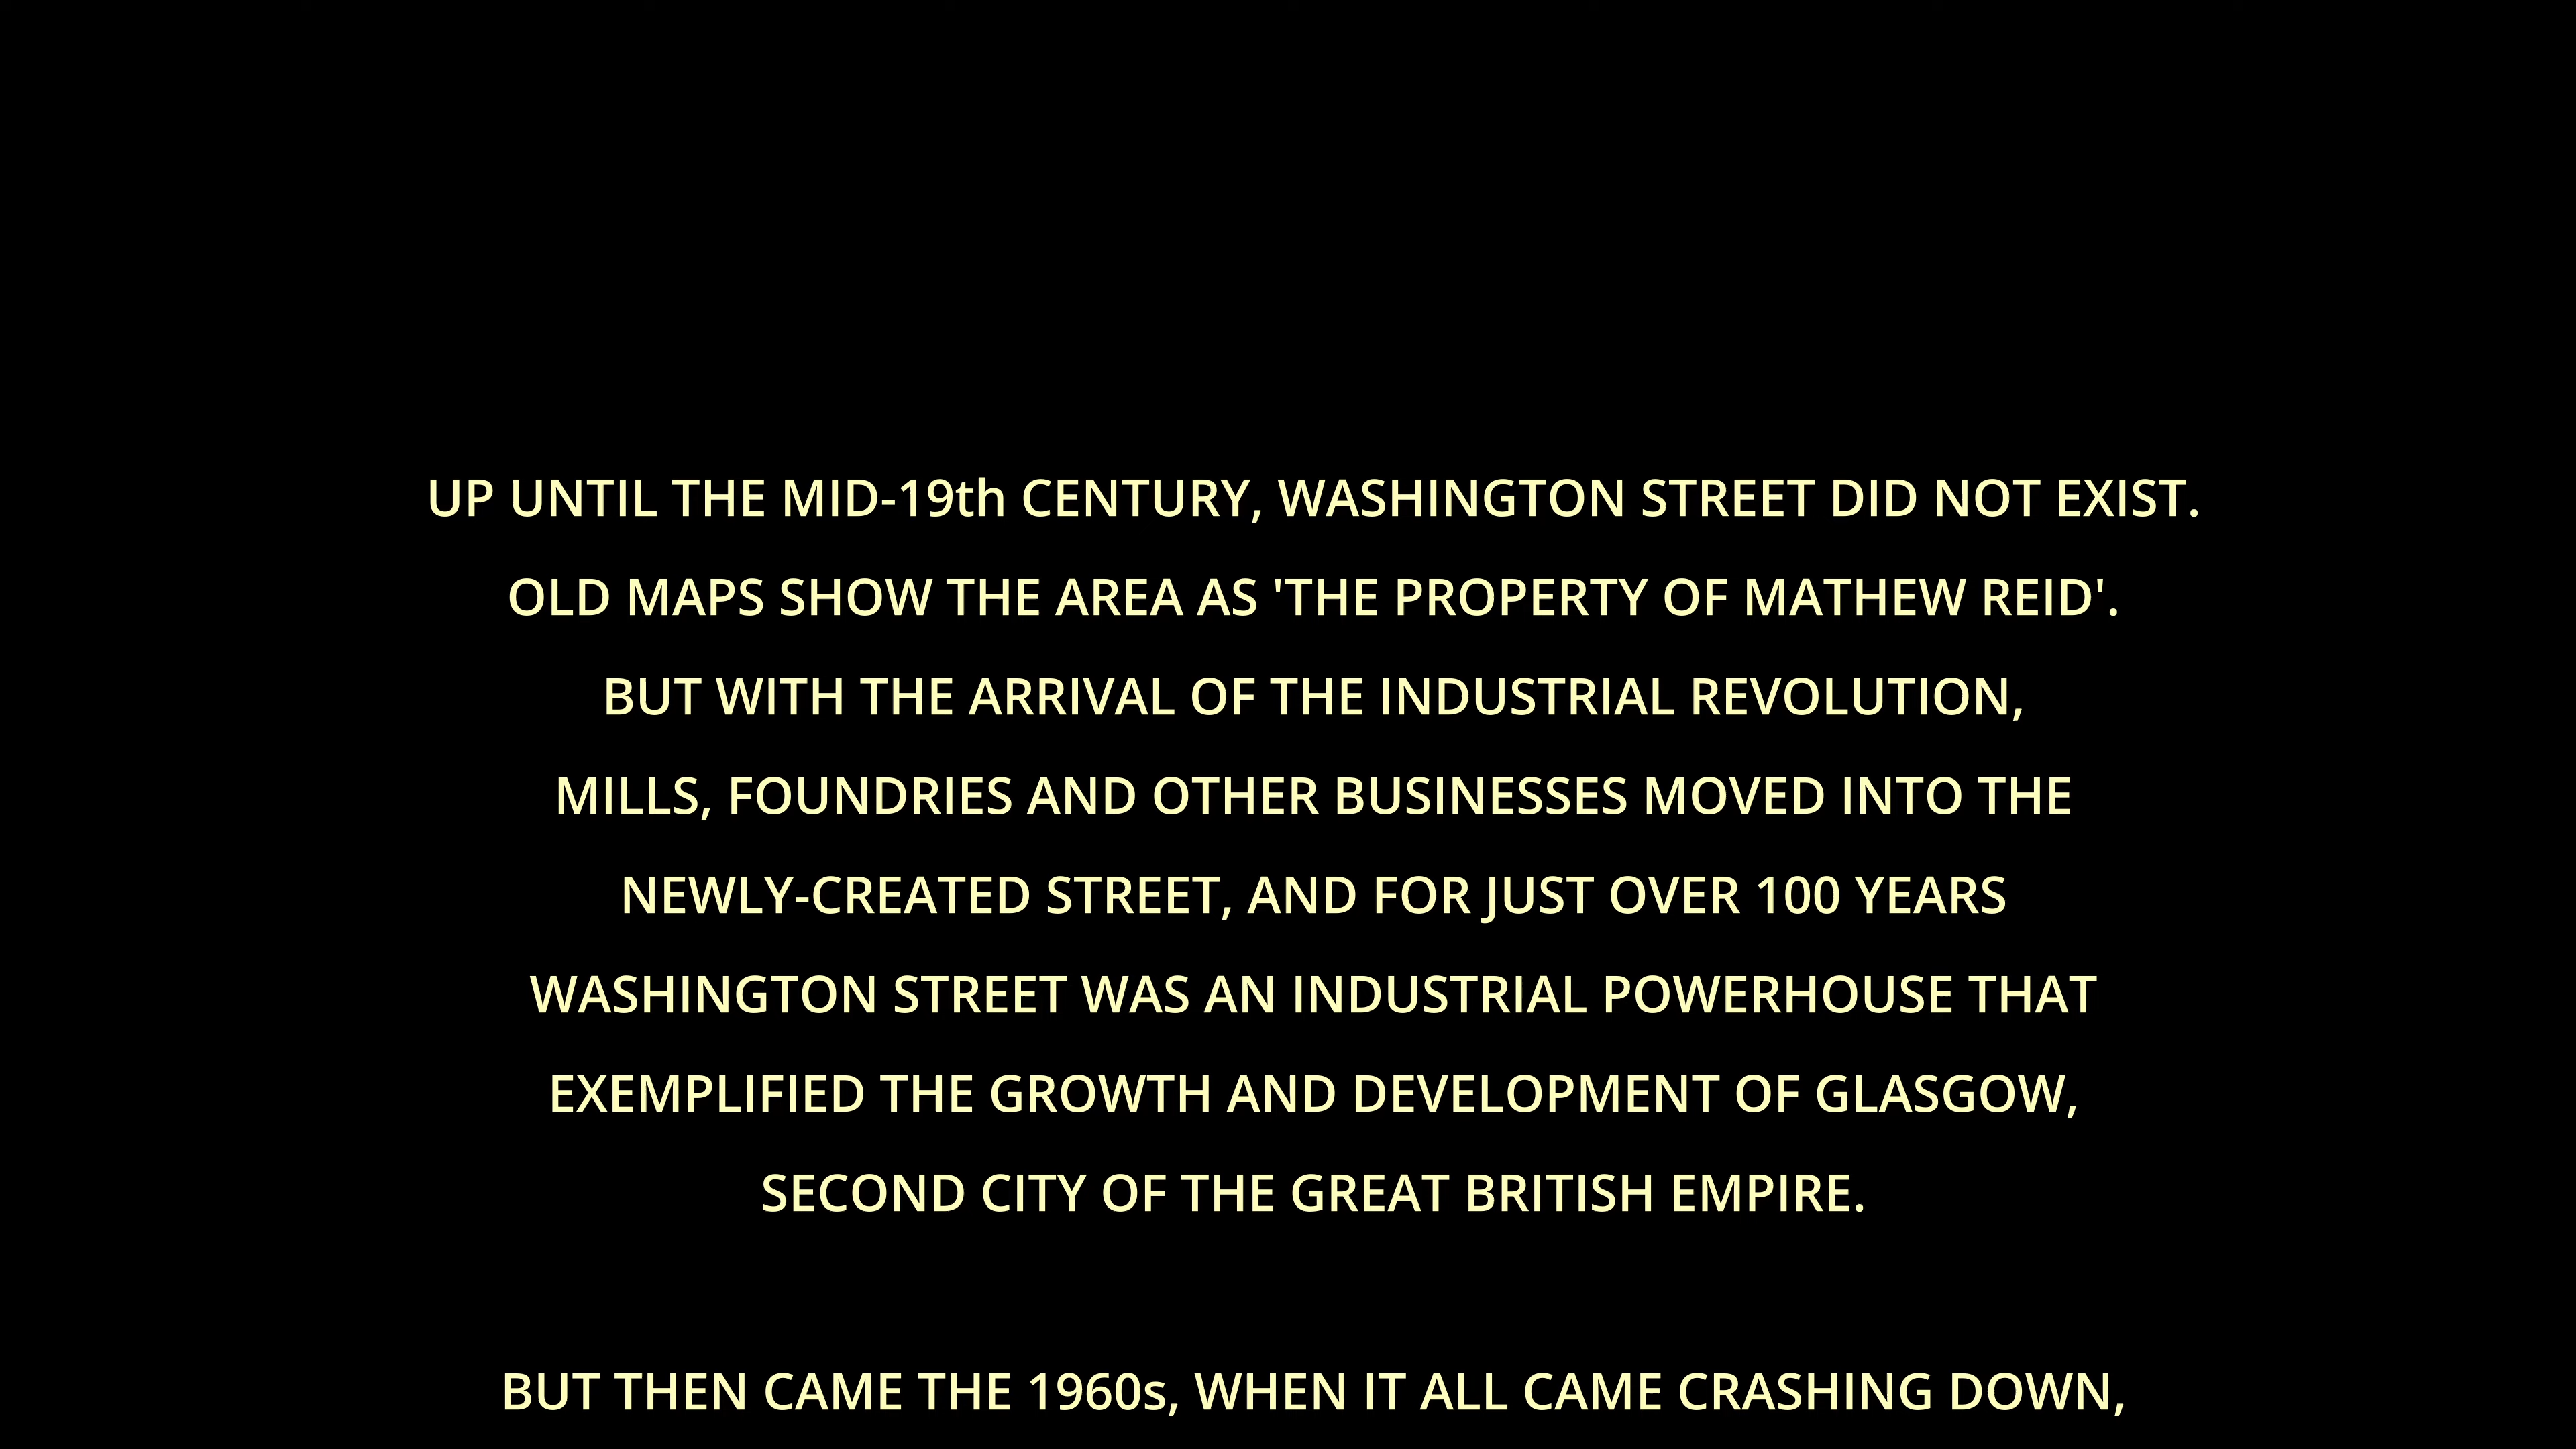 UP UNTIL THE MID-19th CENTURY, WASHINGTON STREET DID NOT EXIST.
OLD MAPS SHOW THE AREA AS 'THE PROPERTY OF MATHEW REID'.
BUT WITH THE ARRIVAL OF THE INDUSTRIAL REVOLUTION,
MILLS, FOUNDRIES AND OTHER BUSINESSES MOVED INTO THE
NEWLY-CREATED STREET, AND FOR JUST OVER 100 YEARS
WASHINGTON STREET WAS AN INDUSTRIAL POWERHOUSE THAT
EXEMPLIFIED THE GROWTH AND DEVELOPMENT OF GLASGOW,
SECOND CITY OF THE GREAT BRITISH EMPIRE.
BUT THEN CAME THE 1960s, WHEN IT ALL CAME CRASHING DOWN,